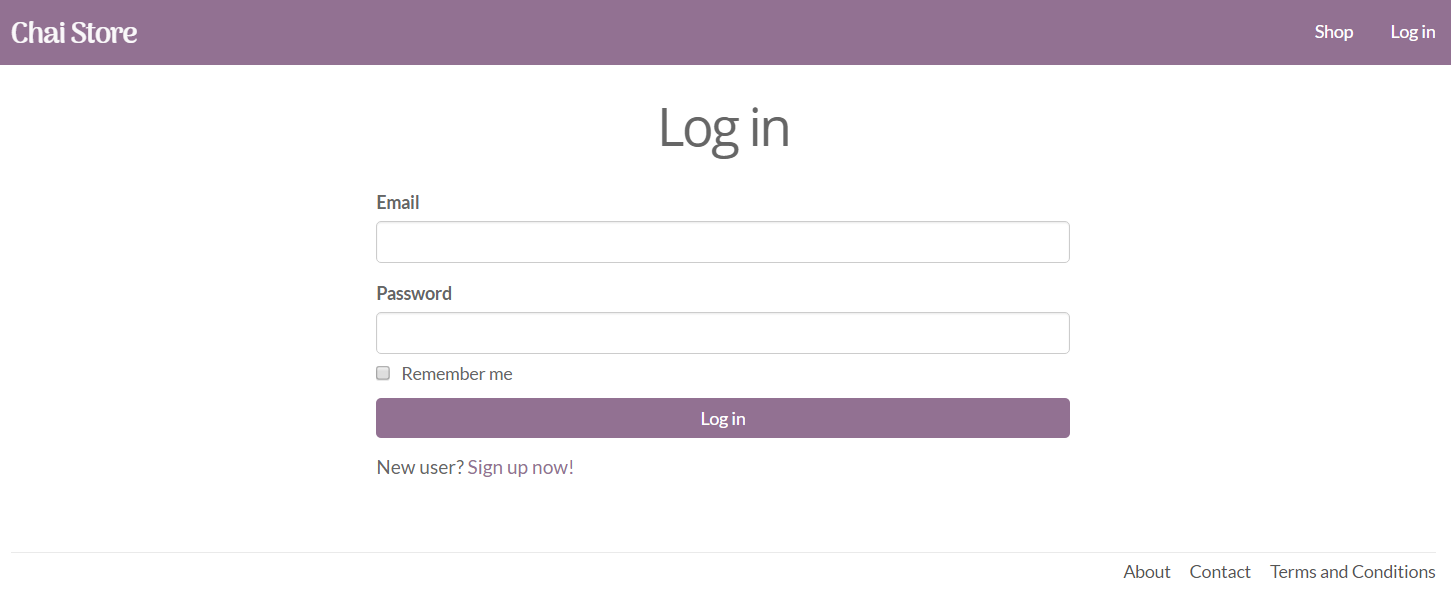 Chai Store
Shop Log in
Log in
Email
Password
Remember me
Log in
New user? Sign up now!
About Contact Terms and Conditions